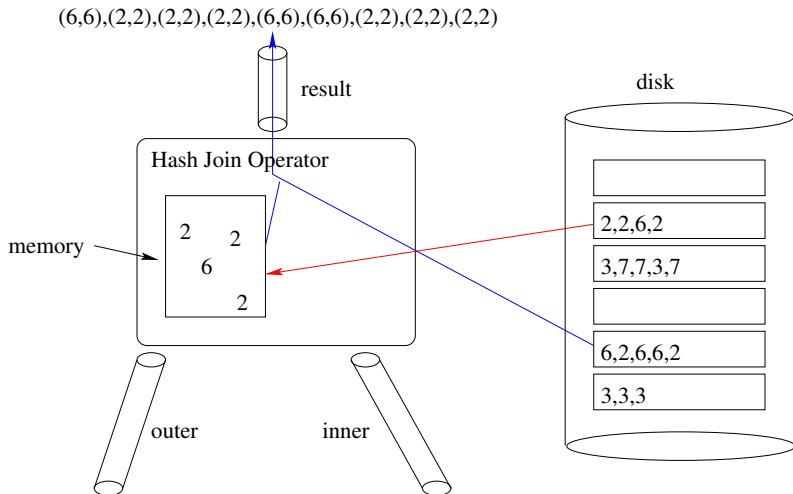 (6,6),(2,2),(2,2),(2,2),(6,6),(6,6),(2,2),(2,2),(2,2)
result
disk
Hash Join Operator
2
2
6
2
memory
2,2,6,2
3,7,7,3,7
6,2,6,6,2
3,3,3
outer
inner